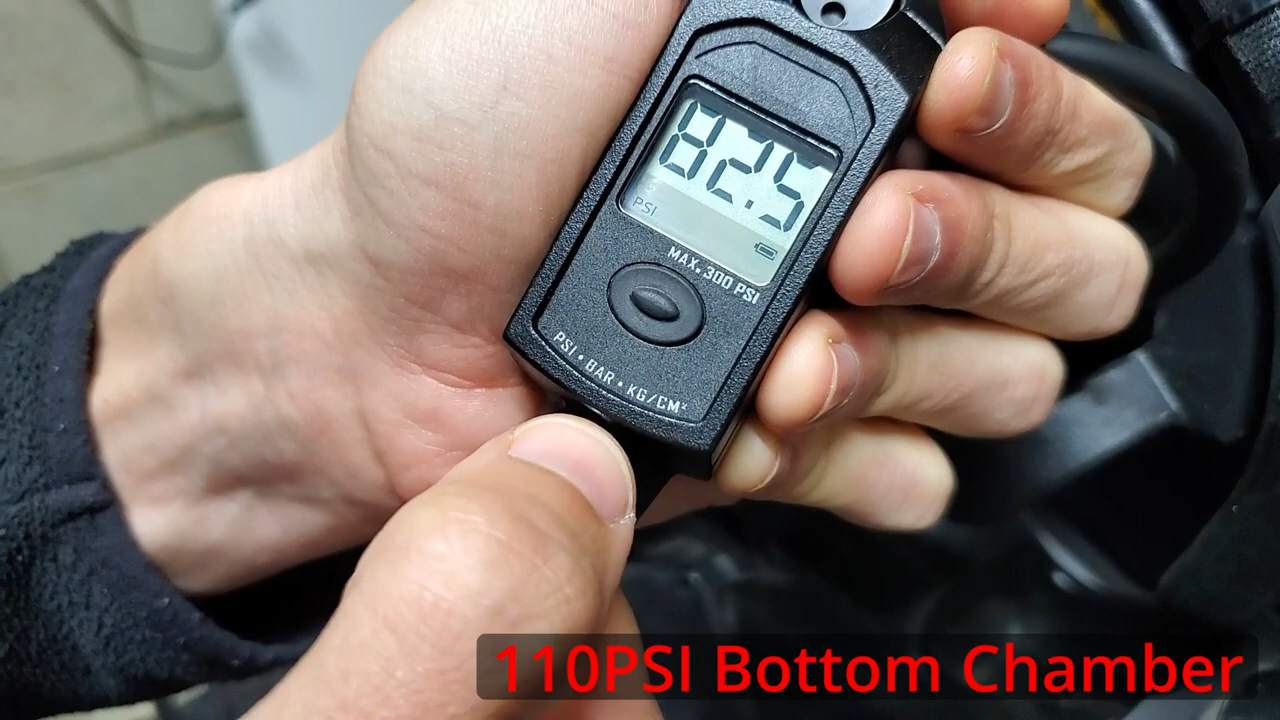 82.5
PSI
MAX. 300 PSI
PSI • BAR • KG/CM²
110PSI Bottom Chamber